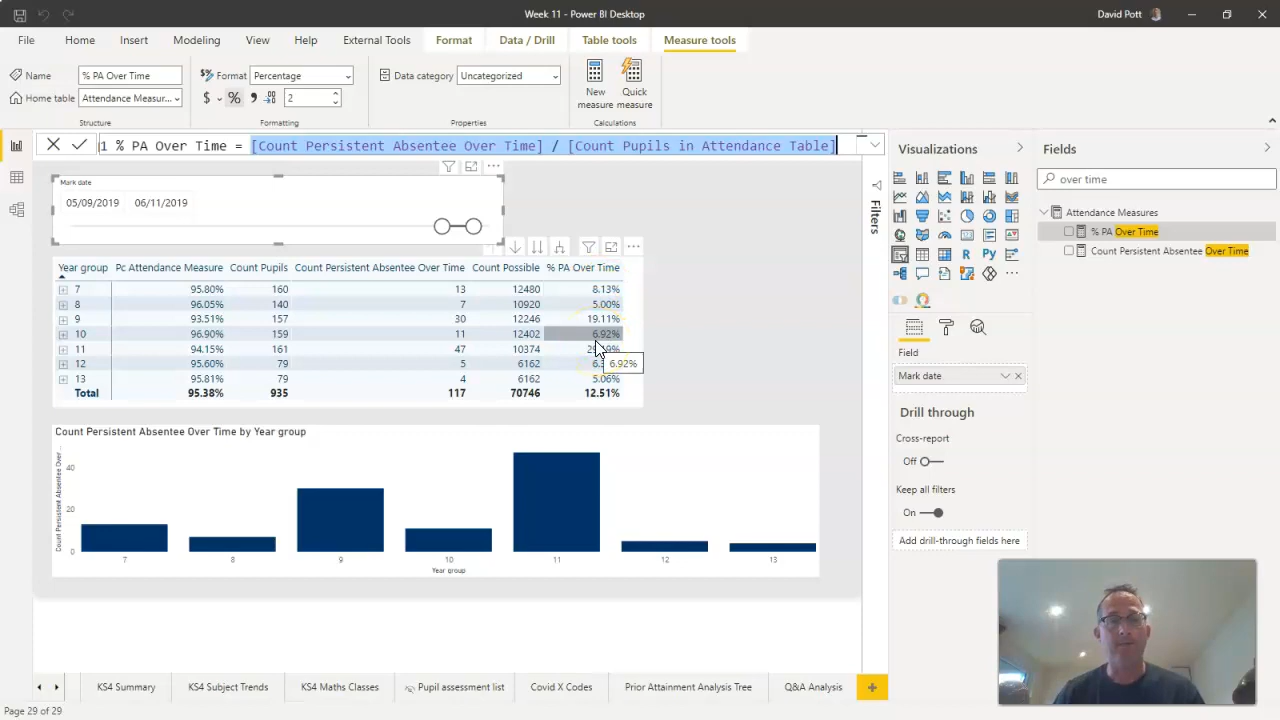 Week 11 - Power BI Desktop
David Pott
File Home Insert Modeling View Help External Tools Format Data / Drill Table tools Measure tools
Name % PA Over Time
Home table Attendance Measur...
Structure
Format Percentage
$ % , 2
Formatting
Data category Uncategorized
Properties
New measure
Quick measure
Calculations
1 % PA Over Time = [Count Persistent Absentee Over Time] / [Count Pupils in Attendance Table]
Mark date
05/09/2019 06/11/2019
Year group Pc Attendance Measure Count Pupils Count Persistent Absentee Over Time Count Possible % PA Over Time
7 95.80% 160 13 12480 8.13%
8 96.05% 140 7 10920 5.00%
9 93.51% 157 30 12246 19.11%
10 96.90% 159 11 12402 6.92%
11 94.15% 161 47 10374
12 95.60% 79 5 6162
13 95.81% 79 4 6162 5.06%
Total 95.38% 935 117 70746 12.51%
6.92%
Count Persistent Absentee Over Time by Year group
Count Persistent Absentee Over ...
40
20
0
7 8 9 10 11 12 13
Year group
Filters
Visualizations
R Py
Field
Mark date
Drill through
Cross-report
Off
Keep all filters
On
Add drill-through fields here
Fields
over time
Attendance Measures
% PA Over Time
Count Persistent Absentee Over Time
KS4 Summary KS4 Subject Trends KS4 Maths Classes Pupil assessment list Covid X Codes Prior Attainment Analysis Tree Q&A Analysis
Page 29 of 29